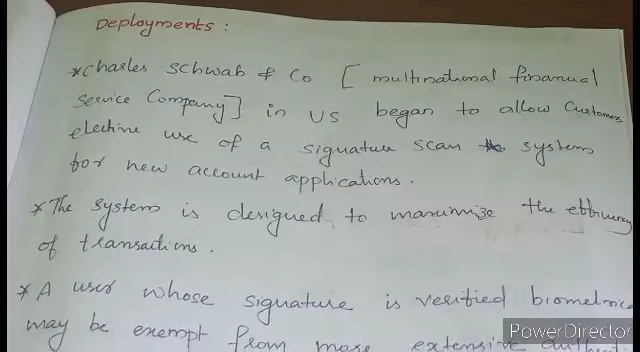 Deployments :
* Charles Schwab & Co [ multinational financial
Service Company ] in US began to allow Customers
elective use of a signature scan system
for new account applications.
* The system is designed to maximize the efficiency
of transactions.
* A user whose signature is verified
may be exempt from more extensive
PowerDirector